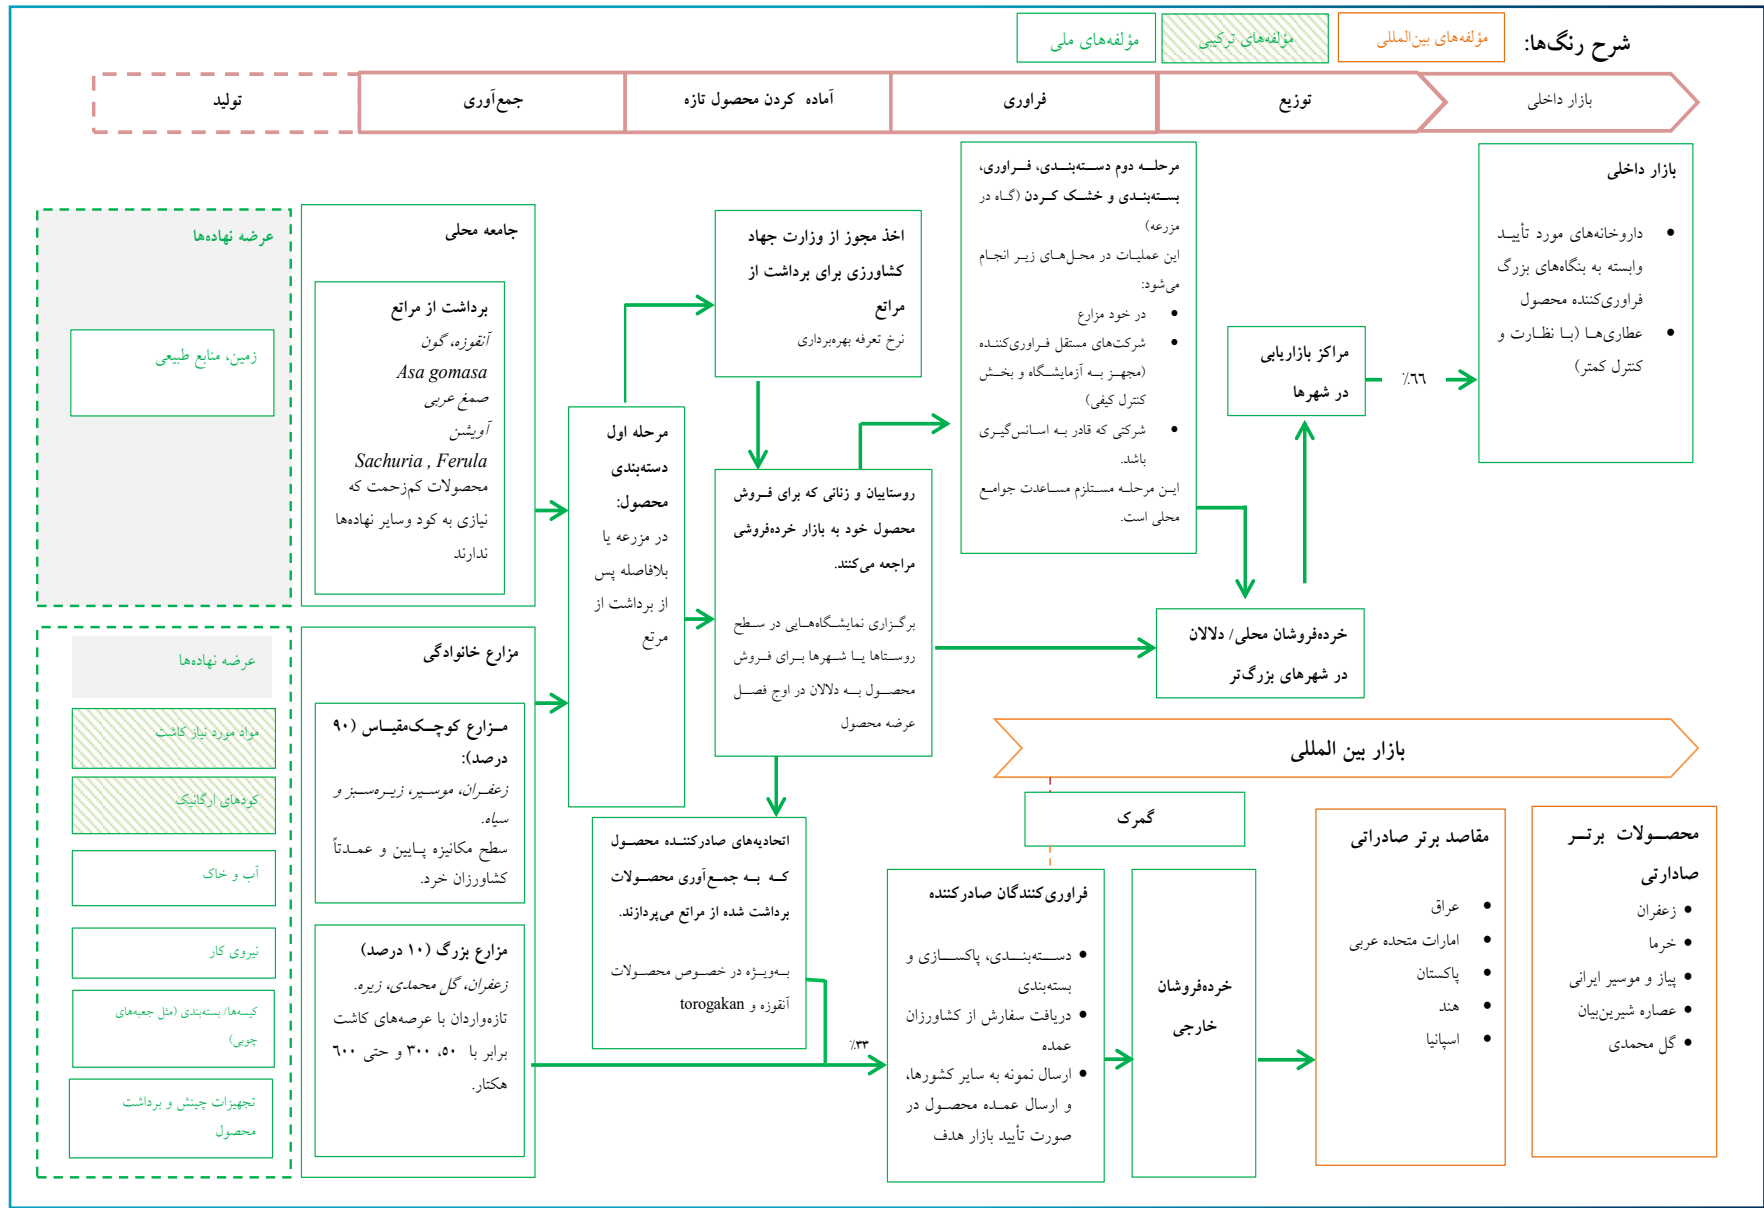 شرح رنگ‌ها:
مؤلفه‌های بین‌المللی
مؤلفه‌های ترکیبی
مؤلفه‌های ملی
تولید
جمع‌آوری
آماده کردن محصول تازه
فراوری
توزیع
بازار داخلی
عرضه نهاده‌ها
زمین، منابع طبیعی
جامعه محلی
برداشت از مراتع
آنقوزه، گون
Asa gomasa
صمغ عربی
آویشن
Sachuria , Ferula
محصولات کم‌زحمت که
نیازی به کود وسایر نهاده‌ها
ندارند
مرحله اول
دسته‌بندی
محصول:
در مزرعه یا
بلافاصله پس
از برداشت از
مرتع
اخذ مجوز از وزارت جهاد
کشاورزی برای برداشت از
مراتع
نرخ تعرفه بهره‌برداری
روستاییان و زنانی که برای فروش
محصول خود به بازار خرده‌فروشی
مراجعه می‌کنند.
برگزاری نمایشگاه‌هایی در سطح
روستاها یا شهرها برای فروش
محصول به دلالان در اوج فصل
عرضه محصول
مرحله دوم دسته‌بندی، فراوری،
بسته‌بندی و خشک کردن (گاه در
مزرعه)
این عملیات در محل‌های زیر انجام
می‌شود:
• در خود مزارع
• شرکت‌های مستقل فراوری‌کننده
(مجهز به آزمایشگاه و بخش
کنترل کیفی)
• شرکتی که قادر به اسانس‌گیری
باشد.
این مرحله مستلزم مساعدت جوامع
محلی است.
مراکز بازاریابی
در شهرها
٪٦٦
بازار داخلی
• داروخانه‌های مورد تأیید
وابسته به بنگاه‌های بزرگ
فراوری‌کننده محصول
• عطاری‌ها (با نظارت و
کنترل کمتر)
خرده‌فروشان محلی/ دلالان
در شهرهای بزرگ‌تر
عرضه نهاده‌ها
مواد مورد نیاز کاشت
کودهای ارگانیک
آب و خاک
نیروی کار
کیسه‌ها/ بسته‌بندی (مثل جعبه‌های
چوبی)
تجهیزات چینش و برداشت
محصول
مزارع خانوادگی
مزارع کوچک‌مقیاس (۹۰
درصد):
زعفران، موسیر، زیره‌سبز و
سیاه.
سطح مکانیزه پایین و عمدتاً
کشاورزان خرد.
مزارع بزرگ (۱۰ درصد)
زعفران، گل محمدی، زیره.
تازه‌واردان با عرصه‌های کاشت
برابر با ۵۰، ۳۰۰ و حتی ٦۰۰
هکتار.
اتحادیه‌های صادرکننده محصول
که به جمع‌آوری محصولات
برداشت شده از مراتع می‌پردازند.
به‌ویژه در خصوص محصولات
آنقوزه و torogakan
٪۳۳
بازار بین المللی
گمرک
فراوری‌کنندگان صادرکننده
• دسته‌بندی، پاکسازی و
بسته‌بندی
• دریافت سفارش از کشاورزان
عمده
• ارسال نمونه به سایر کشورها،
و ارسال عمده محصول در
صورت تأیید بازار هدف
خرده‌فروشان
خارجی
مقاصد برتر صادراتی
• عراق
• امارات متحده عربی
• پاکستان
• هند
• اسپانیا
محصولات برتر
صادارتی
• زعفران
• خرما
• پیاز و موسیر ایرانی
• عصاره شیرین‌بیان
• گل محمدی